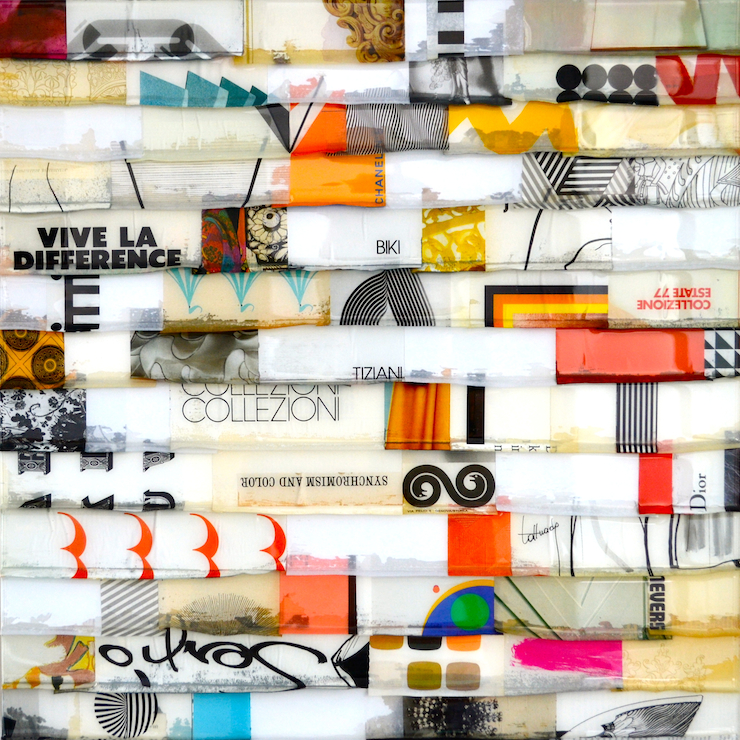 CHANEL
VIVE LA
DIFFERENCE
BIKI
COLLEZIONE
ESTATE 77
TIZIANI
COLLEZIONI
COLLEZIONI
SYNCHROMISM AND COLOR
Dior